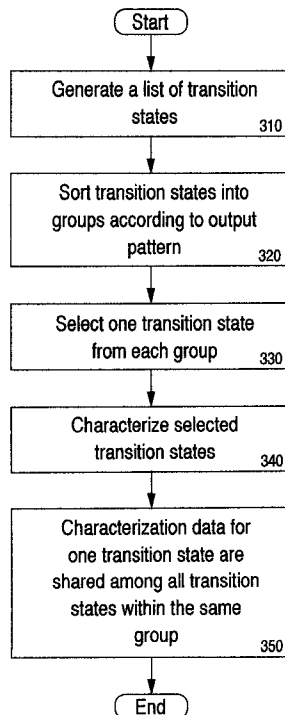 Start
Generate a list of transition
states
310
Sort transition states into
groups according to output
pattern
320
Select one transition state
from each group
330
Characterize selected
transition states
340
Characterization data for
one transition state are
shared among all transition
states within the same
group
350
End